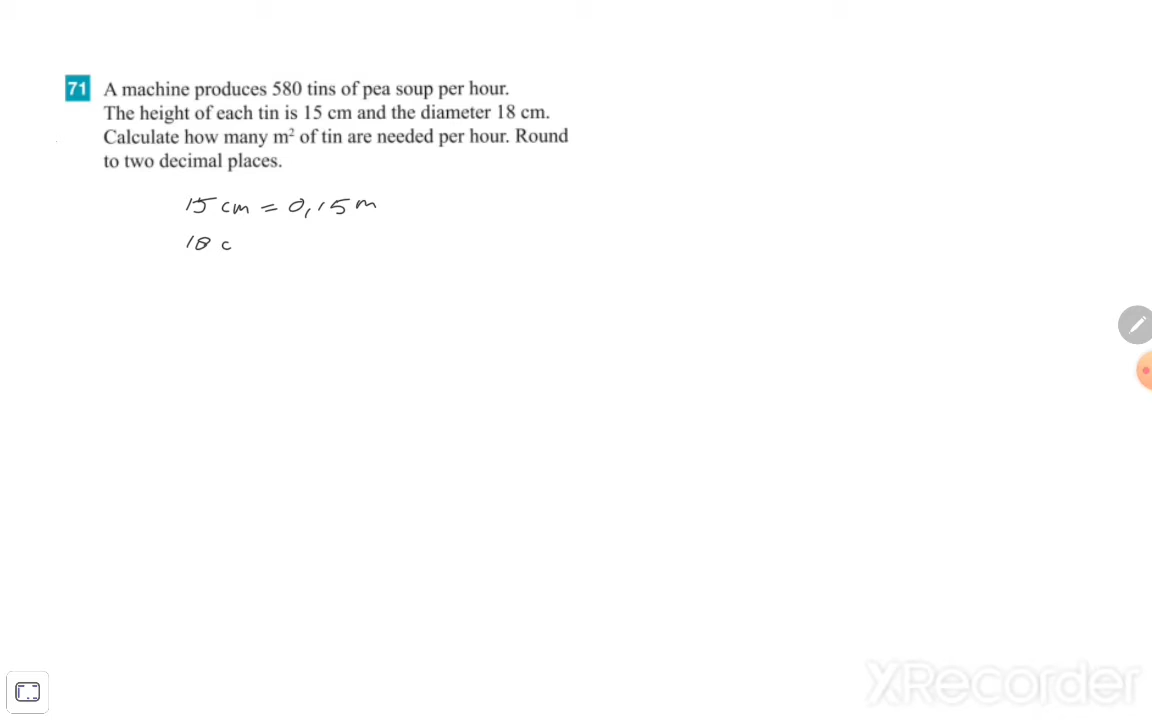 71 A machine produces 580 tins of pea soup per hour.
The height of each tin is 15 cm and the diameter 18 cm.
Calculate how many m² of tin are needed per hour. Round
to two decimal places.
15 cm = 0,15 m
18 c
XRecorder